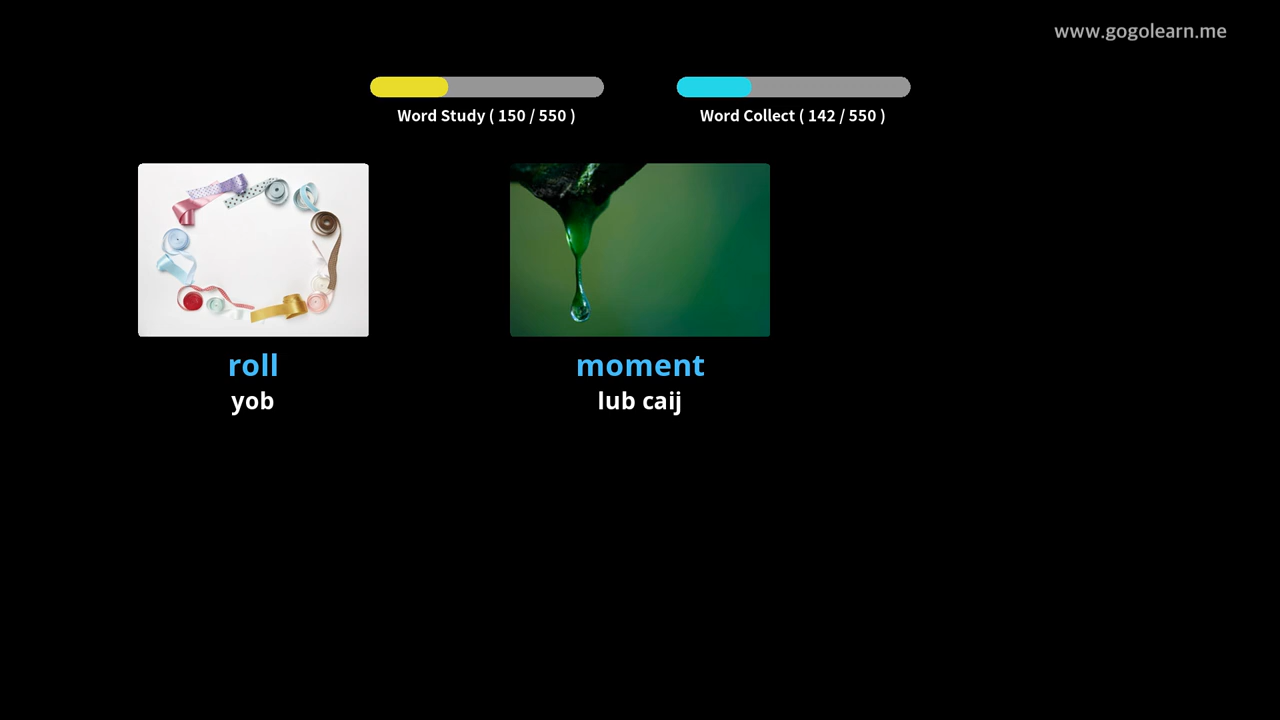 www.gogolearn.me
Word Study ( 150 / 550 )
Word Collect ( 142 / 550 )
roll
yob
moment
lub caij